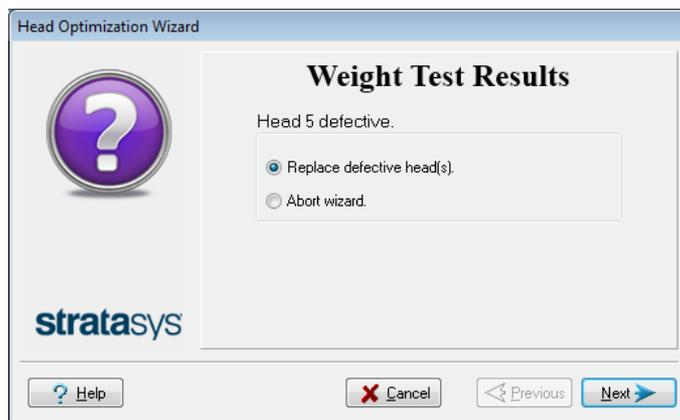 Head Optimization Wizard
Weight Test Results
Head 5 defective.
Replace defective head(s).
Abort wizard.
stratasys
? Help
Cancel
Previous
Next